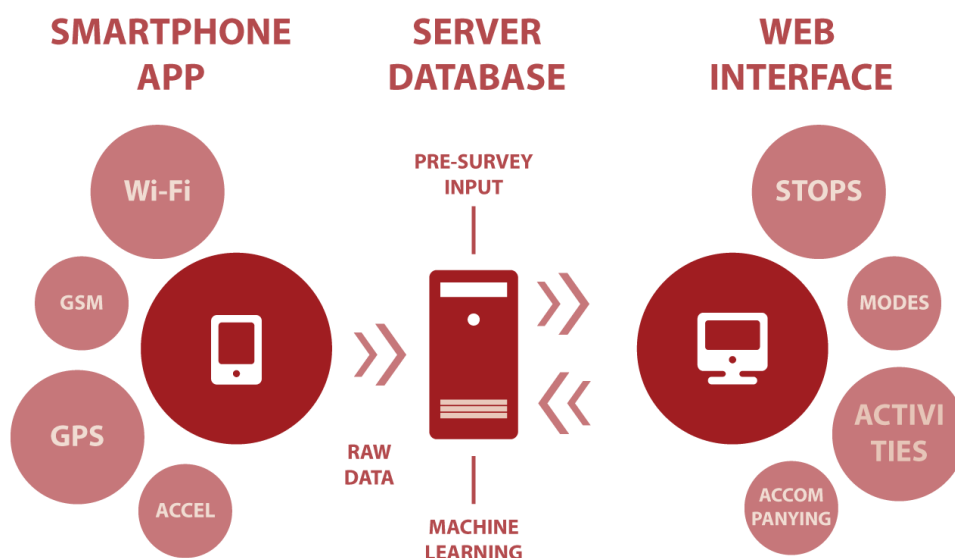 SMARTPHONE
APP
SERVER
DATABASE
WEB
INTERFACE
Wi-Fi
GSM
GPS
ACCEL
RAW
DATA
PRE-SURVEY
INPUT
MACHINE
LEARNING
STOPS
MODES
ACTIVI
TIES
ACCOM
PANYING